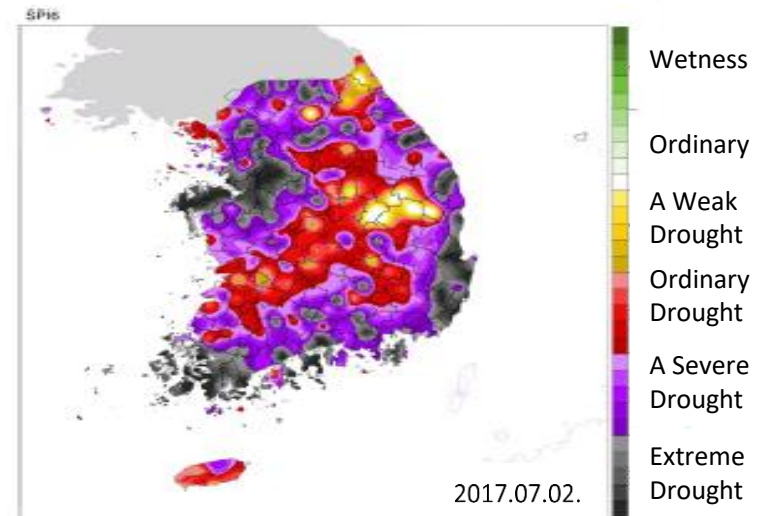 SPI6
Wetness
Ordinary
A Weak
Drought
Ordinary
Drought
A Severe
Drought
Extreme
Drought
2017.07.02.